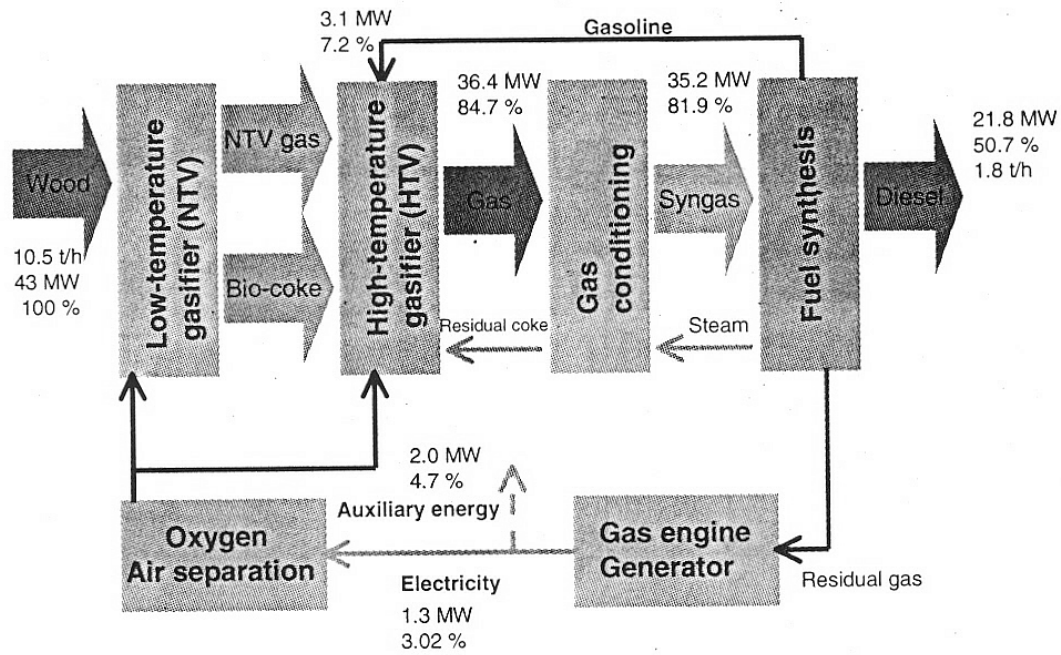 3.1 MW
7.2 %
Gasoline
36.4 MW
84.7 %
35.2 MW
81.9 %
21.8 MW
50.7 %
1.8 t/h
Wood
10.5 t/h
43 MW
100 %
Low-temperature
gasifier (NTV)
NTV gas
Bio-coke
High-temperature
gasifier (HTV)
Gas
Residual coke
Gas
conditioning
Syngas
Steam
Fuel synthesis
Diesel
2.0 MW
4.7 %
Auxiliary energy
Oxygen
Air separation
Electricity
1.3 MW
3.02 %
Gas engine
Generator
Residual gas